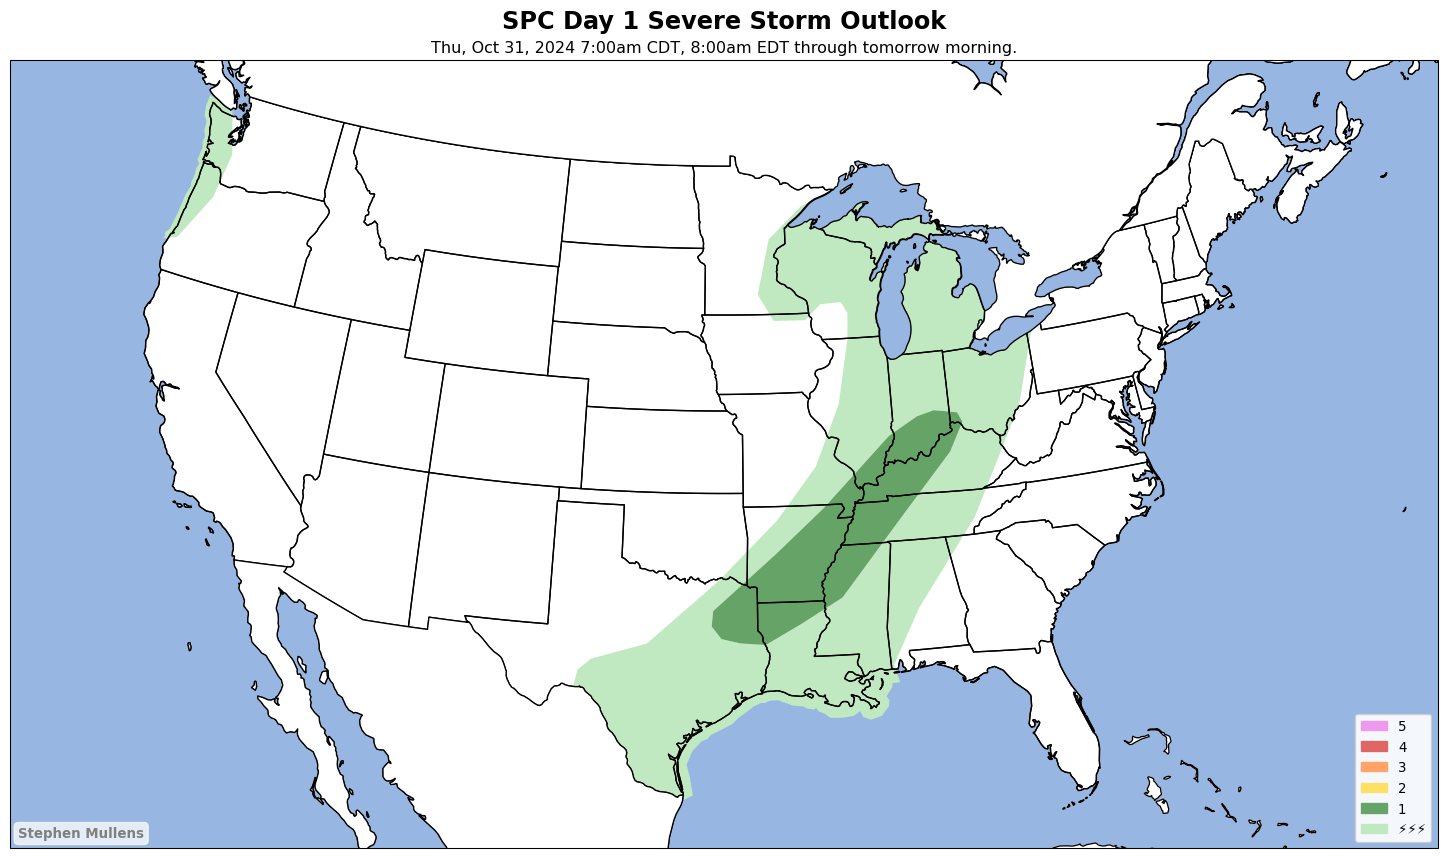 SPC Day 1 Severe Storm Outlook
Thu, Oct 31, 2024 7:00am CDT, 8:00am EDT through tomorrow morning.
5
4
3
2
1
⚡⚡⚡
Stephen Mullens